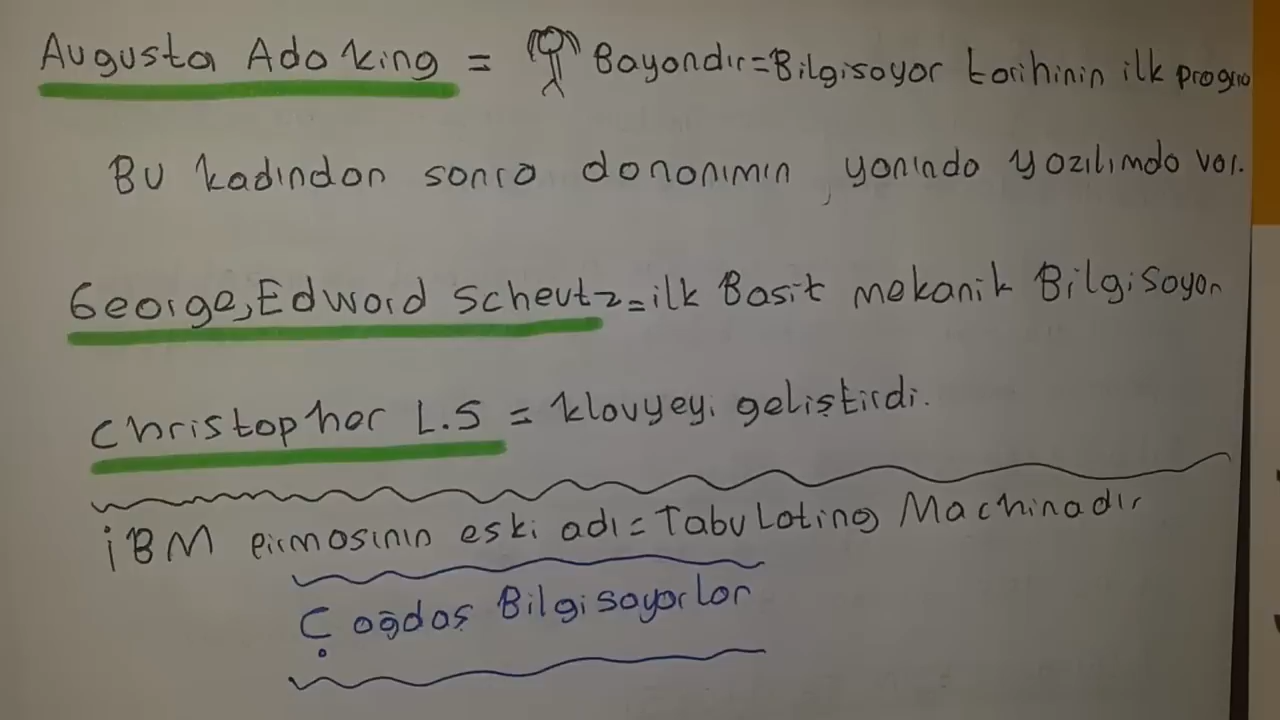 Augusta Ada King = Bayandır = Bilgisayar tarihinin ilk progra
Bu kadından sonra donanımın, yanında yazılımda var.
George, Edward Scheutz = ilk Basit mekanik Bilgisayar
Christopher L.S = klavyeyi geliştirdi.
İBM firmasının eski adı = Tabulating Machinadır
Çağdaş Bilgisayarlar